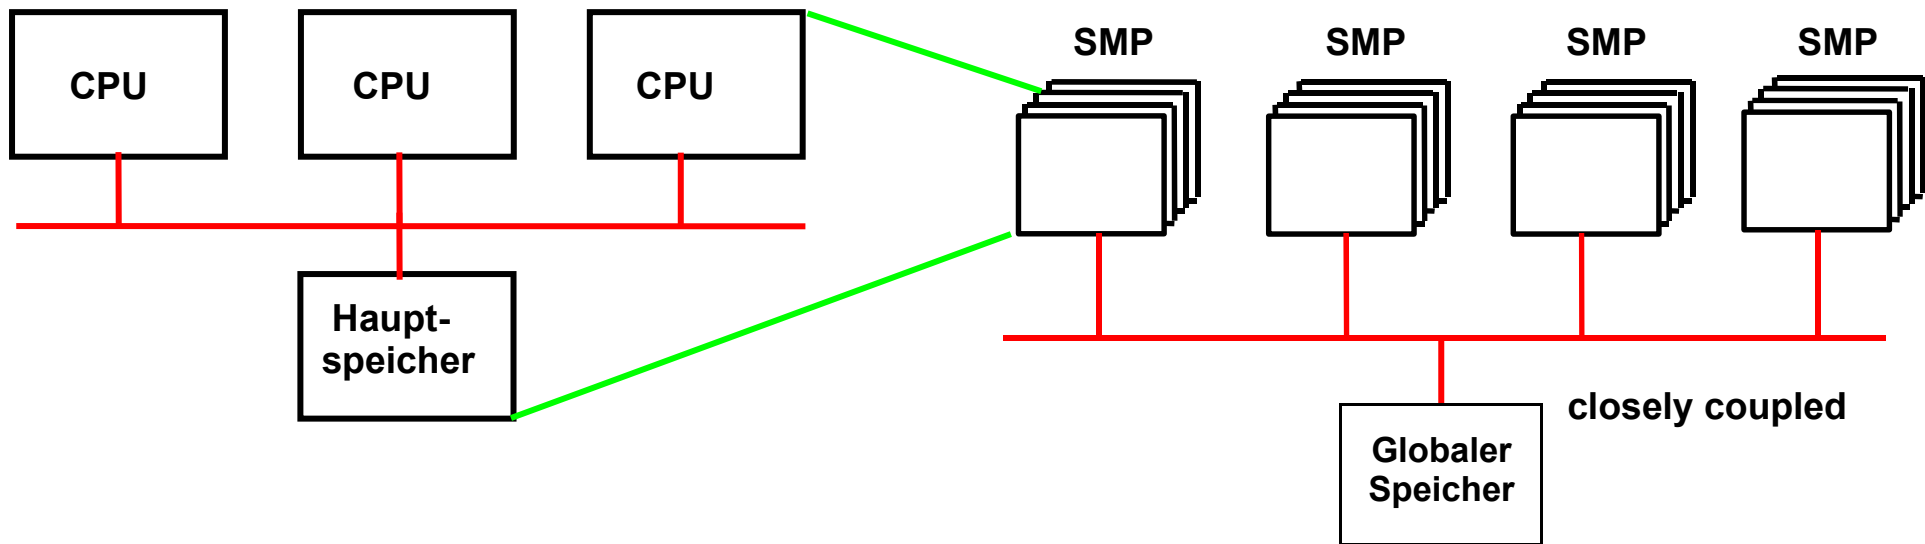 CPU
CPU
CPU
Haupt-
speicher
SMP
SMP
SMP
SMP
closely coupled
Globaler
Speicher